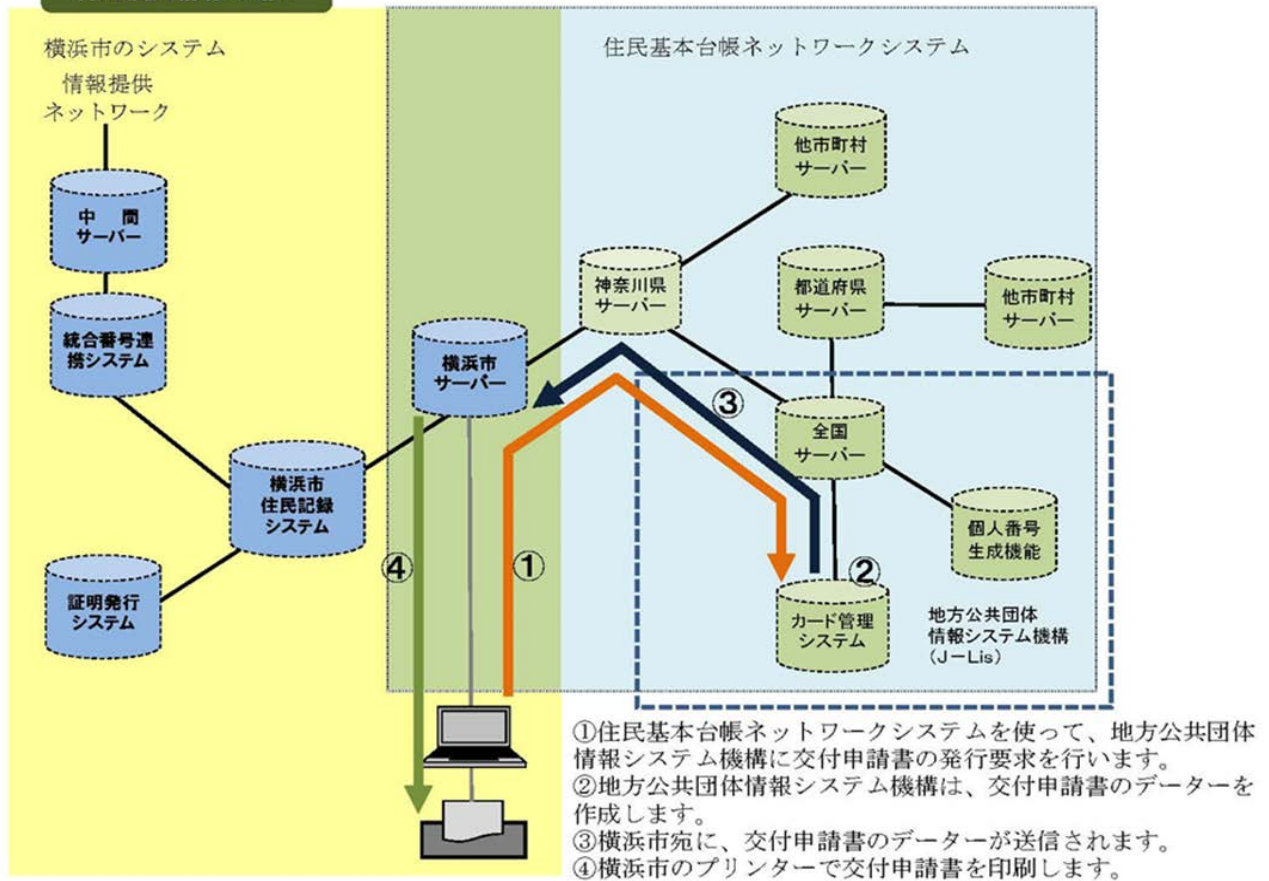 横浜市のシステム
情報提供
ネットワーク
住民基本台帳ネットワークシステム
他市町村
サーバー
中　間
サーバー
神奈川県
サーバー
都道府県
サーバー
他市町村
サーバー
統合番号連
携システム
横浜市
サーバー
③
全国
サーバー
横浜市
住民記録
システム
個人番号
生成機能
④
①
②
証明発行
システム
カード管理
システム
地方公共団体
情報システム機構
（J－Lis）
①住民基本台帳ネットワークシステムを使って、地方公共団体
情報システム機構に交付申請書の発行要求を行います。
②地方公共団体情報システム機構は、交付申請書のデーターを
作成します。
③横浜市宛に、交付申請書のデーターが送信されます。
④横浜市のプリンターで交付申請書を印刷します。